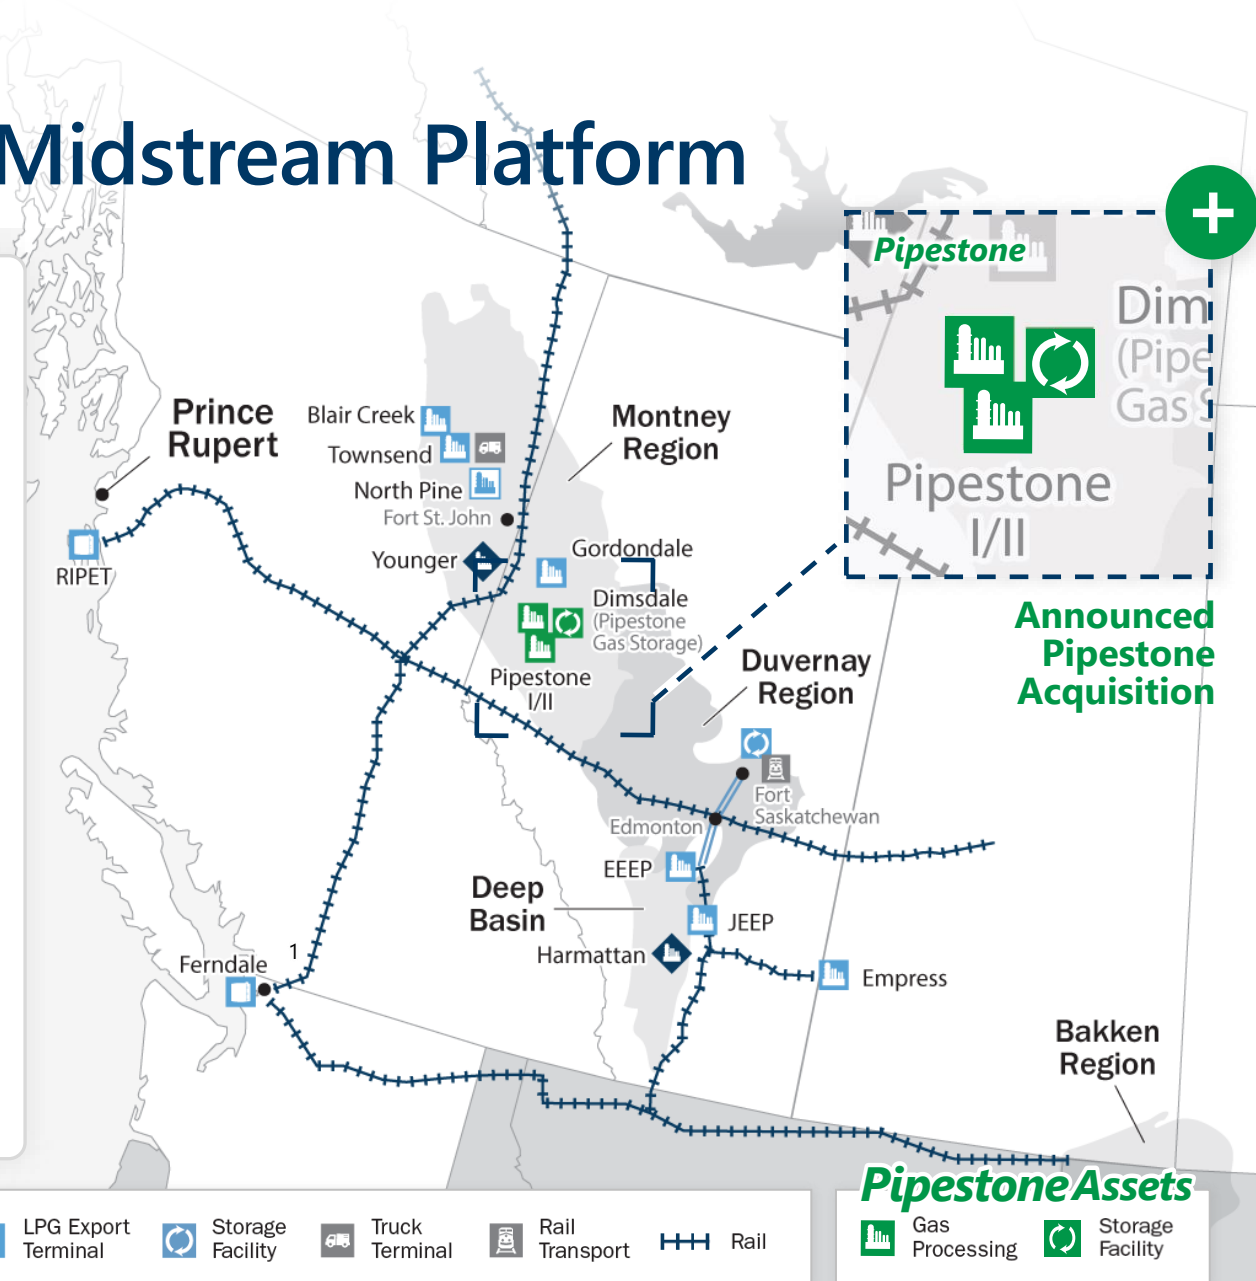 Midstream Platform
+
Pipestone
Dim
(Pipe
Gas S
Pipestone
I/II
Announced
Pipestone
Acquisition
Prince
Rupert
RIPET
Blair Creek
Townsend
North Pine
Fort St. John
Younger
Montney
Region
Gordondale
Dimsdale
(Pipestone
Gas Storage)
Pipestone
I/II
Duvernay
Region
Fort
Saskatchewan
Edmonton
EEEP
Deep
Basin
JEEP
Harmattan
Empress
Ferndale
1
Bakken
Region
LPG Export
Terminal
Storage
Facility
Truck
Terminal
Rail
Transport
Rail
Pipestone Assets
Gas
Processing
Storage
Facility